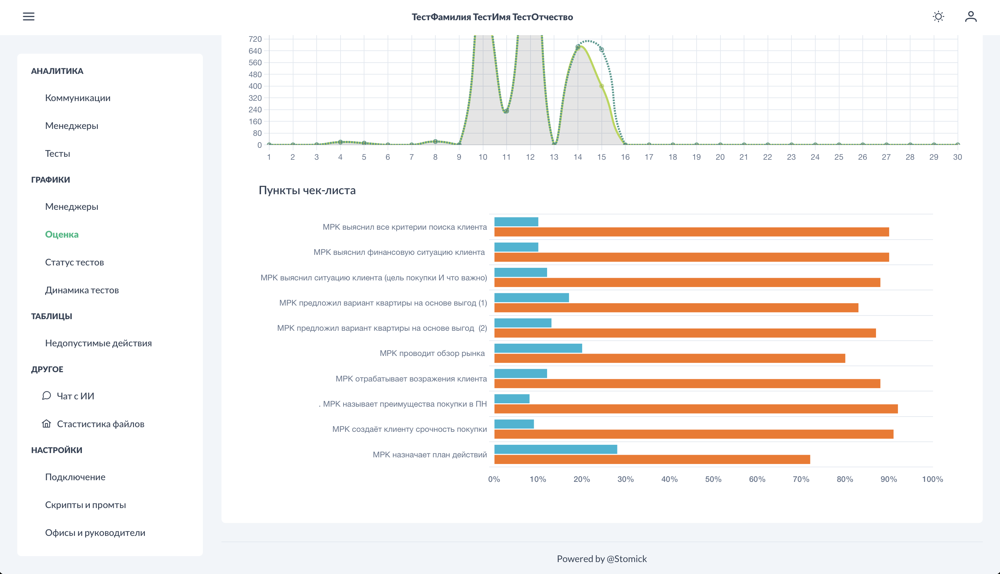 ТестФамилия ТестИмя ТестОтчество
АНАЛИТИКА
Коммуникации
Менеджеры
Тесты
ГРАФИКИ
Менеджеры
Оценка
Статус тестов
Динамика тестов
ТАБЛИЦЫ
Недопустимые действия
ДРУГОЕ
Чат с ИИ
Стастистика файлов
НАСТРОЙКИ
Подключение
Скрипты и промты
Офисы и руководители
720
640
560
480
400
320
240
160
80
0
1 2 3 4 5 6 7 8 9 10 11 12 13 14 15 16 17 18 19 20 21 22 23 24 25 26 27 28 29 30
Пункты чек-листа
МРК выяснил все критерии поиска клиента
МРК выяснил финансовую ситуацию клиента
МРК выяснил ситуацию клиента (цель покупки И что важно)
МРК предложил вариант квартиры на основе выгод (1)
МРК предложил вариант квартиры на основе выгод (2)
МРК проводит обзор рынка
МРК отрабатывает возражения клиента
. МРК называет преимущества покупки в ПН
МРК создаёт клиенту срочность покупки
МРК назначает план действий
0% 10% 20% 30% 40% 50% 60% 70% 80% 90% 100%
Powered by @Stomick